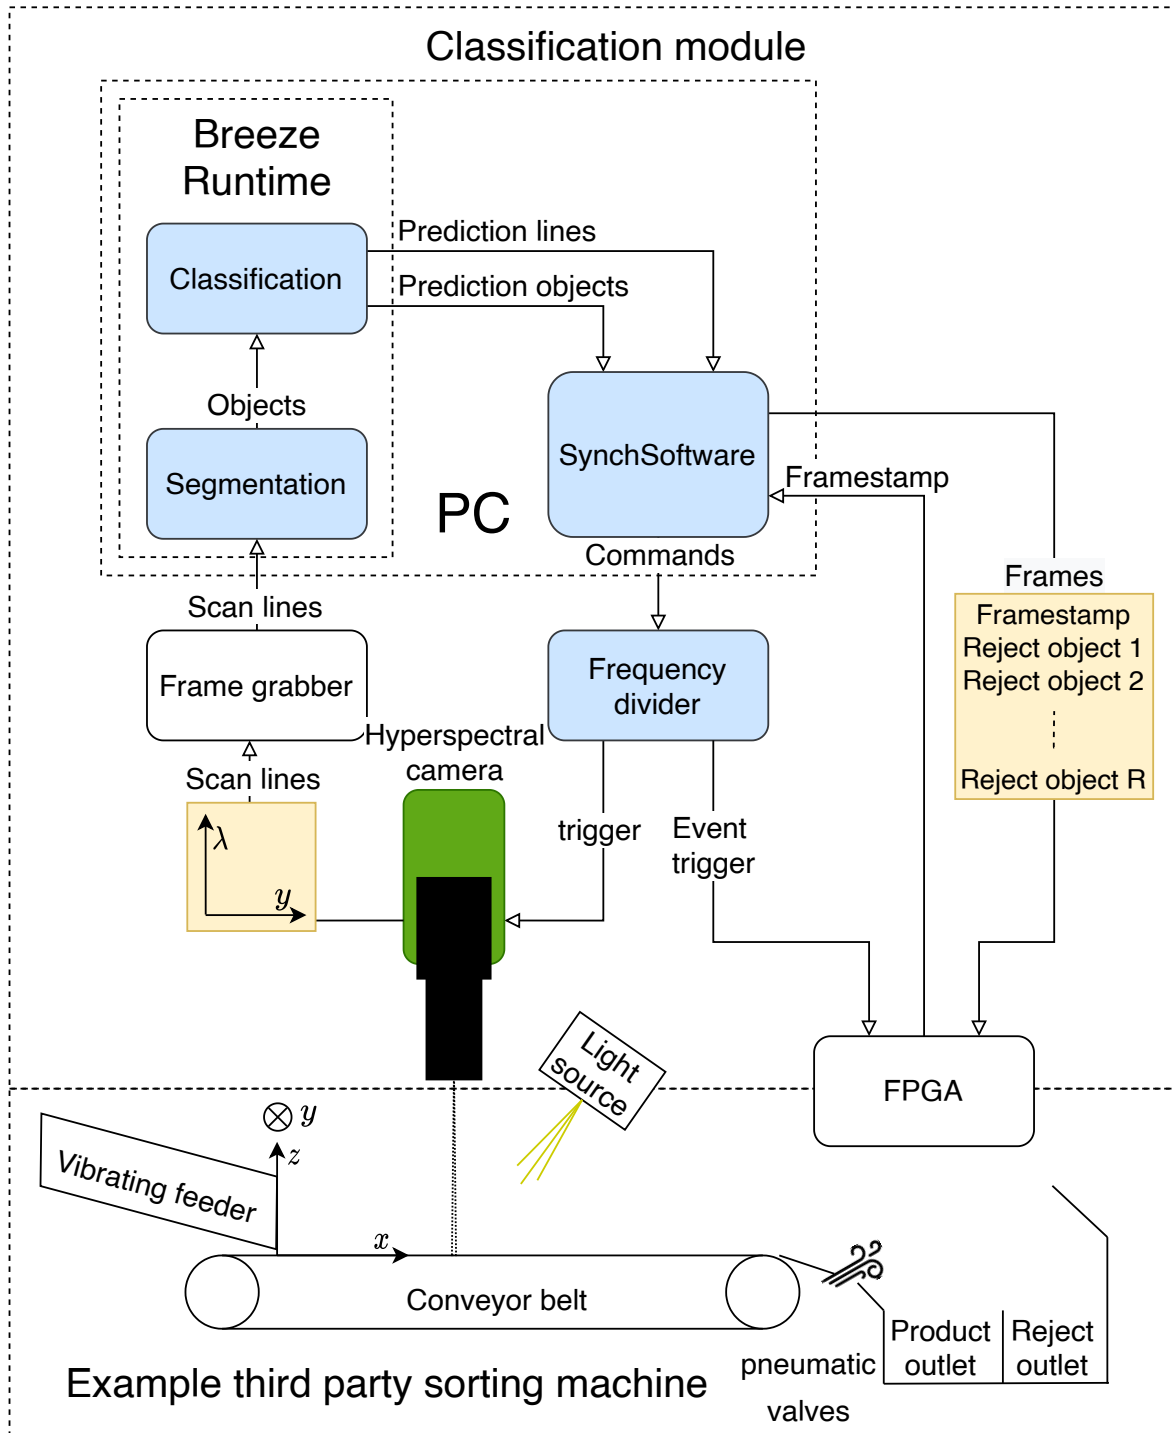 Classification module
Breeze
Runtime
Prediction lines
Classification
Prediction objects
Objects
SynchSoftware
Segmentation
Framestamp
PC
Commands
Frames
Scan lines
Framestamp
Reject object 1
Reject object 2
Reject object R
Frame grabber
Frequency
divider
Hyperspectral
camera
Scan lines
λ
y
trigger
Event
trigger
Light
source
FPGA
y
z
Vibrating feeder
x
Conveyor belt
Product
outlet
Reject
outlet
pneumatic
valves
Example third party sorting machine